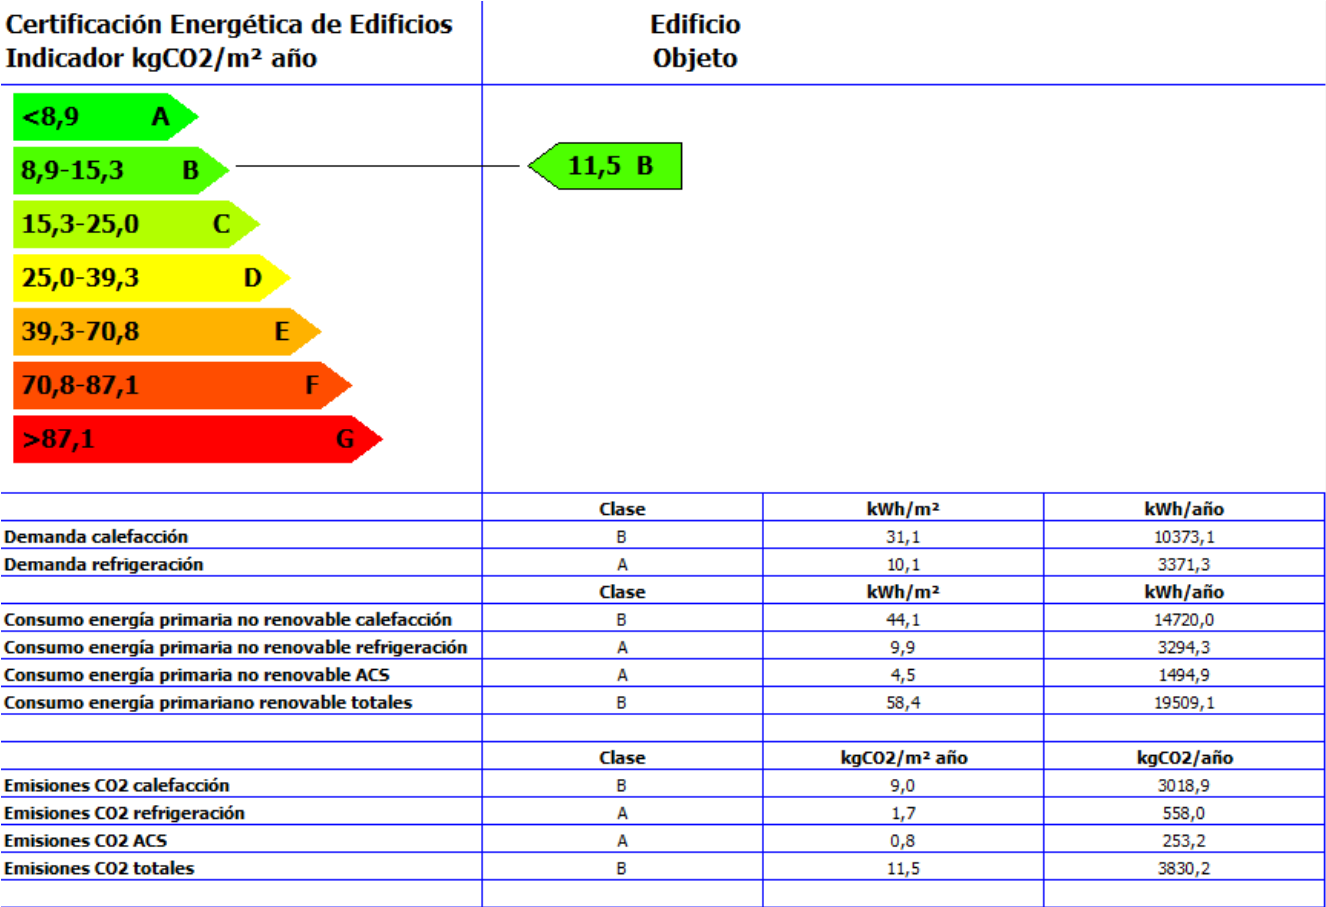 Certificación Energética de Edificios
Indicador kgCO2/m² año
Edificio
Objeto
<8,9 A
8,9-15,3 B
11,5 B
15,3-25,0 C
25,0-39,3 D
39,3-70,8 E
70,8-87,1 F
>87,1 G
Clase kWh/m² kWh/año
Demanda calefacción B 31,1 10373,1
Demanda refrigeración A 10,1 3371,3
Clase kWh/m² kWh/año
Consumo energía primaria no renovable calefacción B 44,1 14720,0
Consumo energía primaria no renovable refrigeración A 9,9 3294,3
Consumo energía primaria no renovable ACS A 4,5 1494,9
Consumo energía primariano renovable totales B 58,4 19509,1
Clase kgCO2/m² año kgCO2/año
Emisiones CO2 calefacción B 9,0 3018,9
Emisiones CO2 refrigeración A 1,7 558,0
Emisiones CO2 ACS A 0,8 253,2
Emisiones CO2 totales B 11,5 3830,2